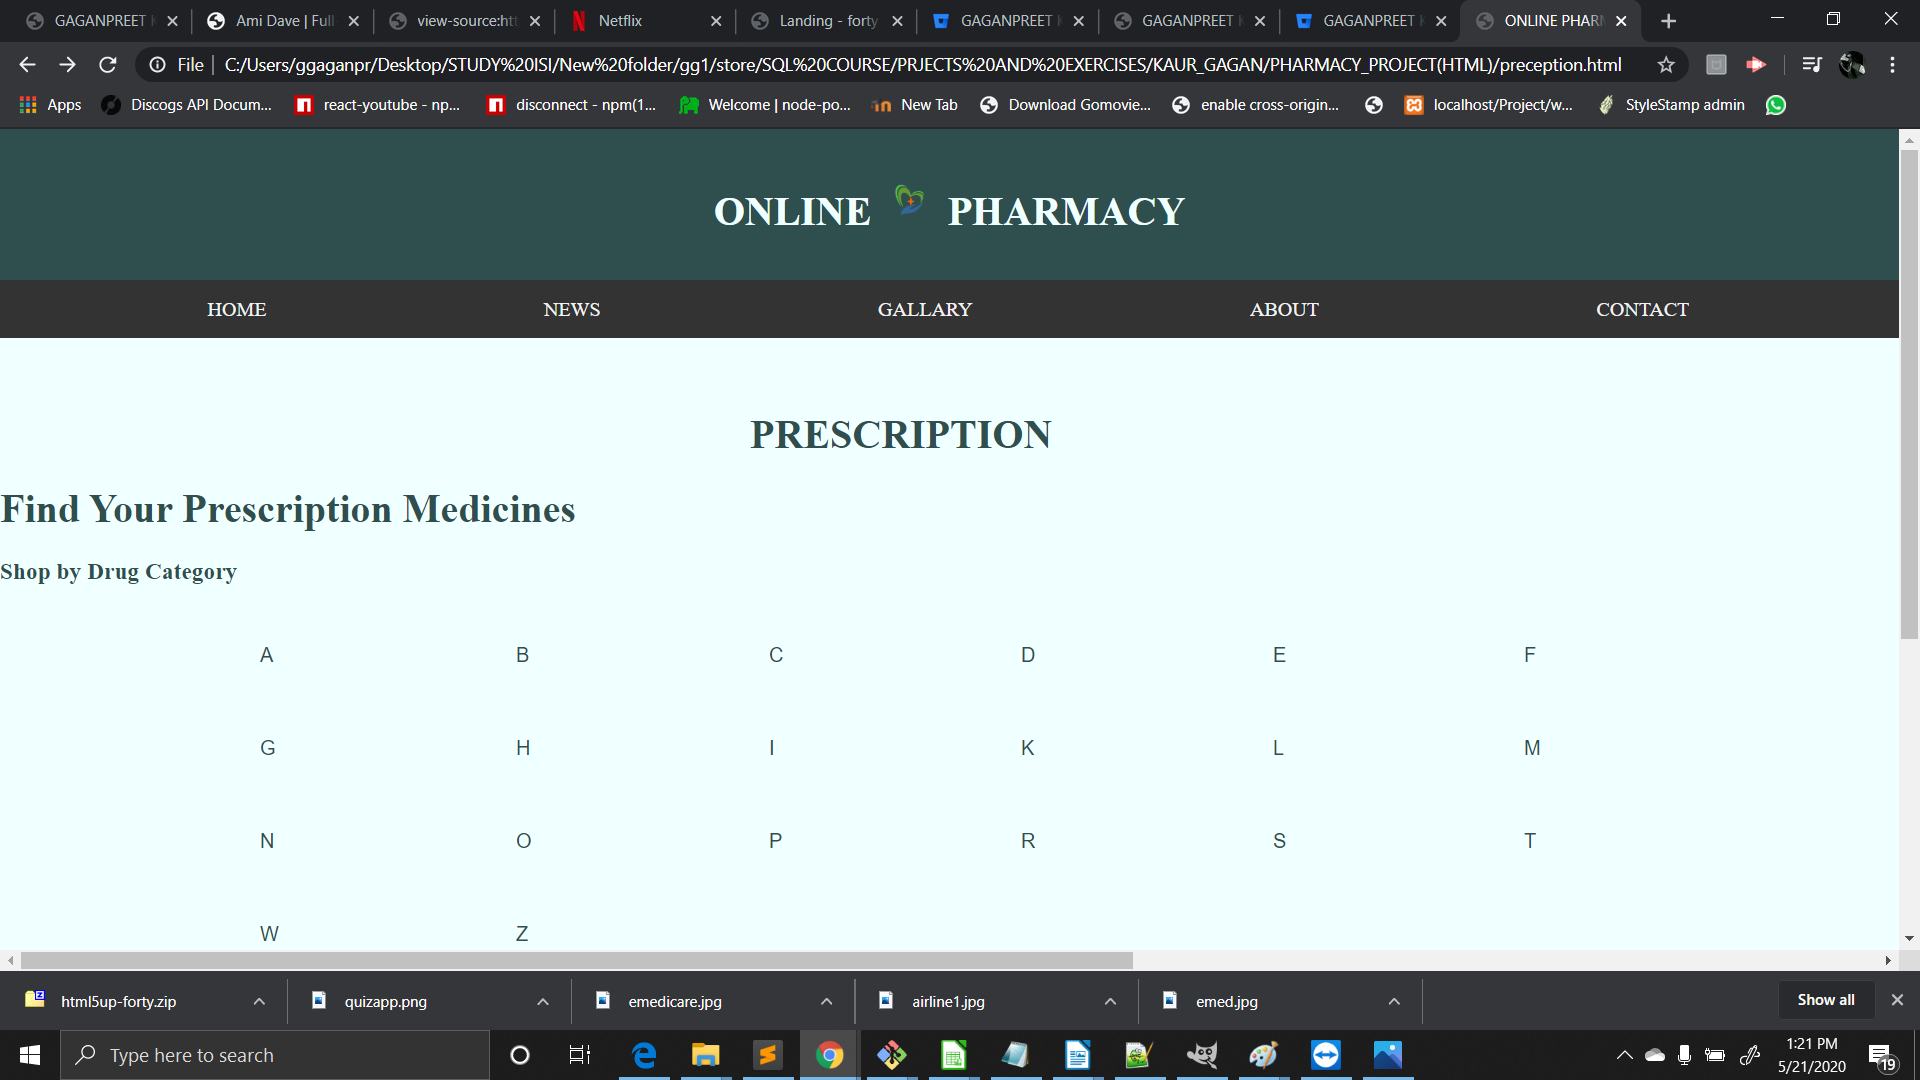 GAGANPREET K
Ami Dave | Full
view-source:htt
Netflix
Landing - forty
GAGANPREET K
GAGANPREET K
GAGANPREET K
ONLINE PHARM
File | C:/Users/ggaganpr/Desktop/STUDY%20ISI/New%20folder/gg1/store/SQL%20COURSE/PRJECTS%20AND%20EXERCISES/KAUR_GAGAN/PHARMACY_PROJECT(HTML)/preception.html
Apps
Discogs API Docum...
react-youtube - np...
disconnect - npm(1...
Welcome | node-po...
New Tab
Download Gomovie...
enable cross-origin...
localhost/Project/w...
StyleStamp admin
ONLINE PHARMACY
HOME NEWS GALLARY ABOUT CONTACT
PRESCRIPTION
Find Your Prescription Medicines
Shop by Drug Category
A B C D E F
G H I K L M
N O P R S T
W Z
html5up-forty.zip
quizapp.png
emedicare.jpg
airline1.jpg
emed.jpg
Show all
Type here to search
1:21 PM
5/21/2020
19